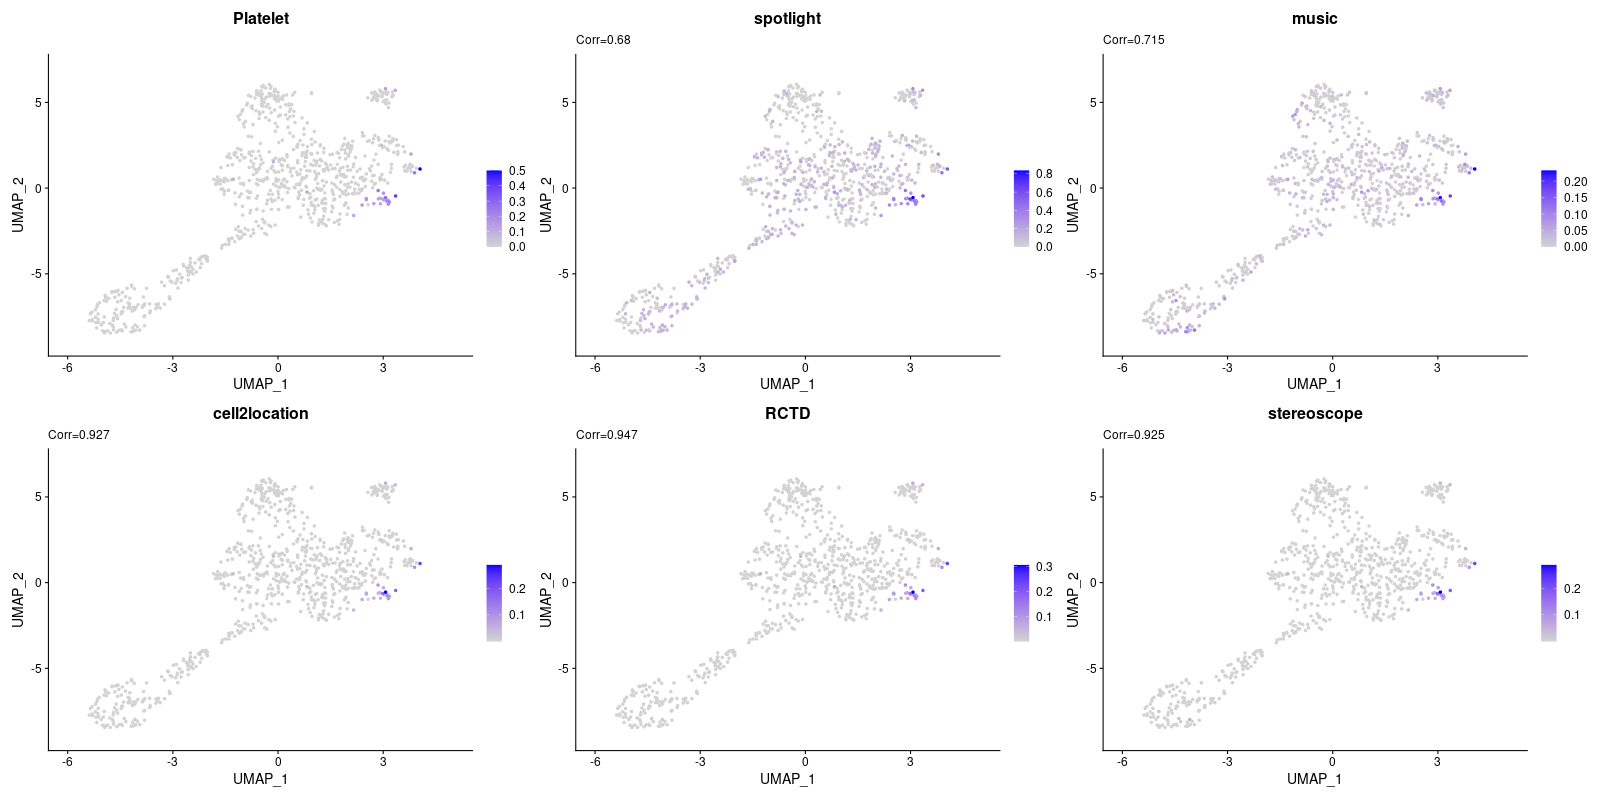 Platelet
5
0
-5
-6
-3
0
3
UMAP_1
UMAP_2
0.5
0.4
0.3
0.2
0.1
0.0
spotlight
Corr=0.68
5
0
-5
-6
-3
0
3
UMAP_1
UMAP_2
0.8
0.6
0.4
0.2
0.0
music
Corr=0.715
5
0
-5
-6
-3
0
3
UMAP_1
UMAP_2
0.20
0.15
0.10
0.05
0.00
cell2location
Corr=0.927
5
0
-5
-6
-3
0
3
UMAP_1
UMAP_2
0.2
0.1
RCTD
Corr=0.947
5
0
-5
-6
-3
0
3
UMAP_1
UMAP_2
0.3
0.2
0.1
stereoscope
Corr=0.925
5
0
-5
-6
-3
0
3
UMAP_1
UMAP_2
0.2
0.1